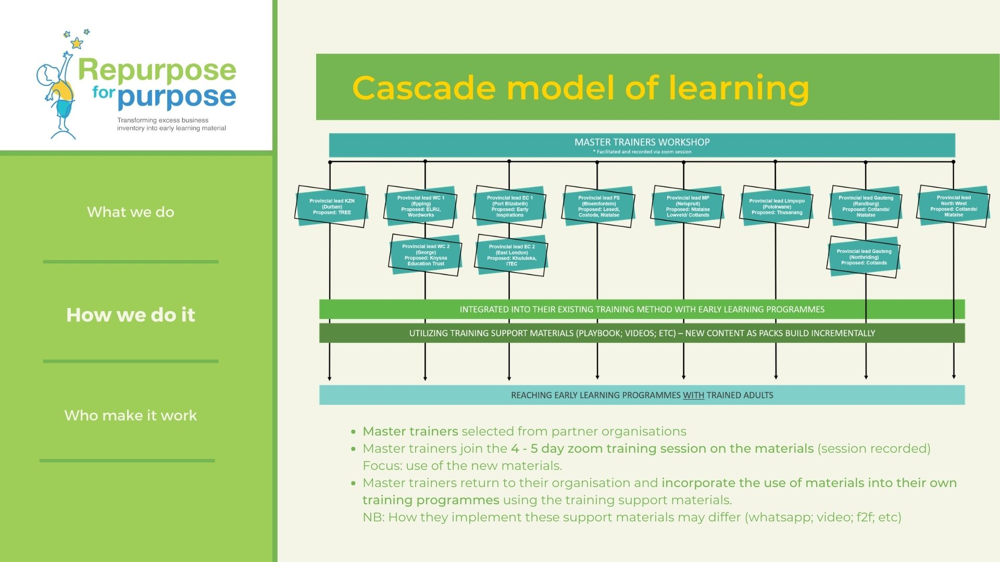 Repurpose
for purpose
Transforming excess business
inventory into early learning material
What we do
How we do it
Who make it work
Cascade model of learning
MASTER TRAINERS WORKSHOP
* Facilitated and recorded via zoom session
Provincial lead KZN
(Durban)
Proposed: TREE
Provincial lead WC 1
(Epping)
Proposed: ELRU,
Wordworks
Provincial lead EC 1
(Port Elizabeth)
Proposed: Early
Inspirations
Provincial lead FS
(Bloemfontein)
Proposed: Lesedi,
Costoda, Ntataise
Provincial lead MP
(Nelspruit)
Proposed: Ntataise
Lowveld/ Cotlands
Provincial lead Limpopo
(Polokwane)
Proposed: Thusanang
Provincial lead Gauteng
(Randburg)
Proposed: Cotlands/
Ntataise
Provincial lead
North West
Proposed: Cotlands/
Ntataise
Provincial lead WC 2
(George)
Proposed: Knysna
Education Trust
Provincial lead EC 2
(East London)
Proposed: Khululeka,
ITEC
Provincial lead Gauteng
(Northriding)
Proposed: Cotlands
INTEGRATED INTO THEIR EXISTING TRAINING METHOD WITH EARLY LEARNING PROGRAMMES
UTILIZING TRAINING SUPPORT MATERIALS (PLAYBOOK; VIDEOS; ETC) – NEW CONTENT AS PACKS BUILD INCREMENTALLY
REACHING EARLY LEARNING PROGRAMMES WITH TRAINED ADULTS
• Master trainers selected from partner organisations
• Master trainers join the 4 - 5 day zoom training session on the materials (session recorded)
Focus: use of the new materials.
• Master trainers return to their organisation and incorporate the use of materials into their own
training programmes using the training support materials.
NB: How they implement these support materials may differ (whatsapp; video; f2f; etc)